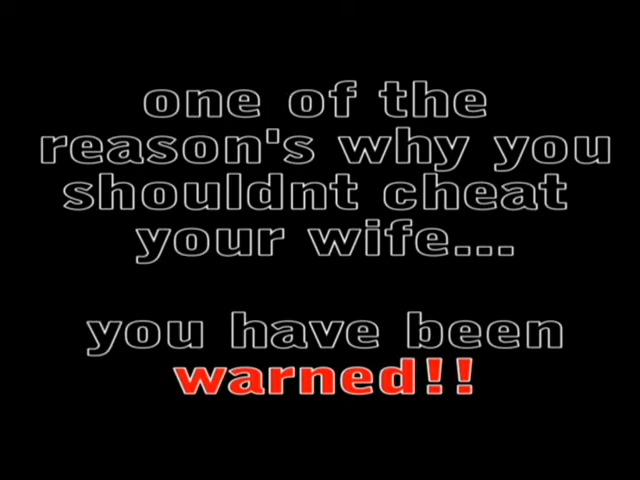 one of the
reason's why you
shouldnt cheat
your wife...
you have been
warned!!